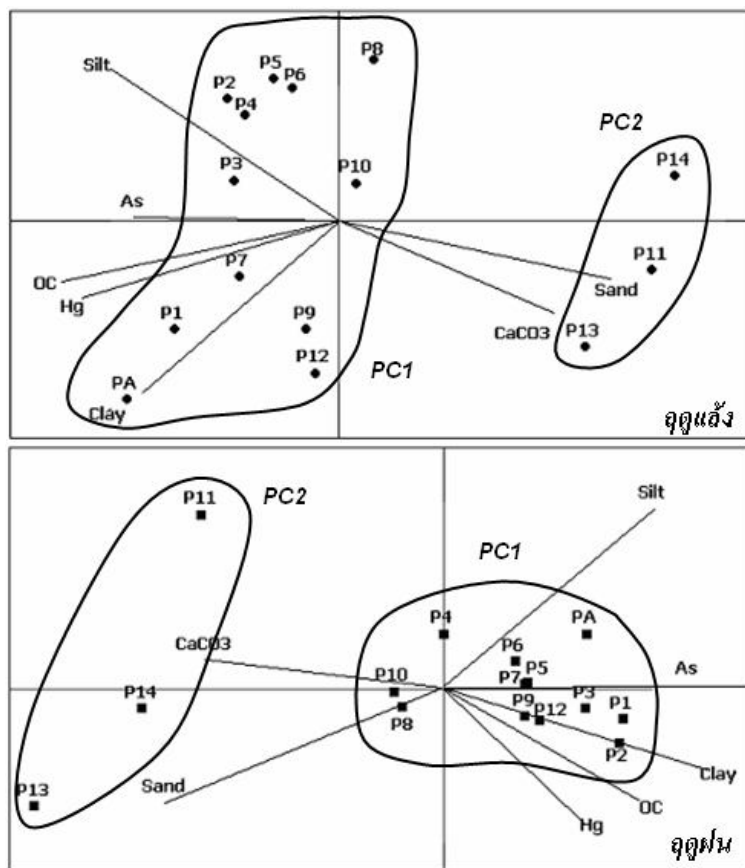 P8
P5
P6
Silt
P2
P4
PC2
P14
P3
P10
As
P11
P7
Sand
OC
Hg
CaCO3
P1
P9
P13
P12
PC1
PA
Clay
ฤดูแล้ง
P11
PC2
Silt
PC1
P4
PA
CaCO3
P6
As
P10
P7
P5
P14
P8
P9
P12
P3
P1
P2
P13
Sand
Clay
OC
Hg
ฤดูฝน